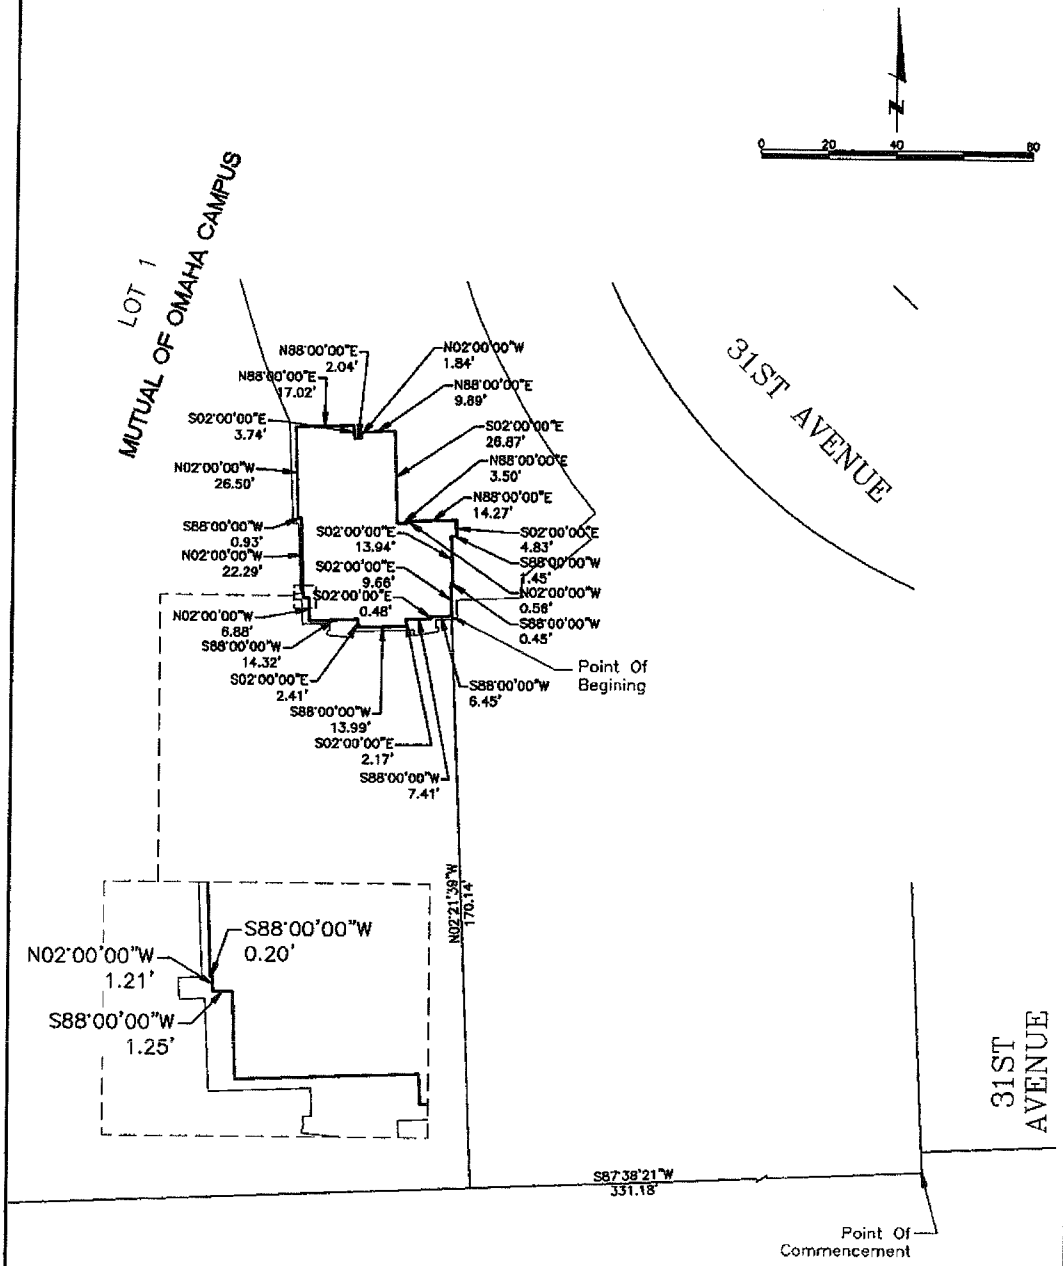 Z
0 20 40 80
LOT 1
MUTUAL OF OMAHA CAMPUS
31ST AVENUE
N88°00'00"E
2.04'
N02°00'00"W
1.84'
N88°00'00"E
17.02'
N88°00'00"E
9.89'
S02°00'00"E
3.74'
S02°00'00"E
26.87'
N02°00'00"W
26.50'
N88°00'00"E
3.50'
N88°00'00"E
14.27'
S88°00'00"W
0.93'
S02°00'00"E
13.94'
S02°00'00"E
4.83'
N02°00'00"W
22.29'
S02°00'00"E
9.66'
S88°00'00"W
1.45'
S02°00'00"E
0.48'
N02°00'00"W
0.56'
N02°00'00"W
6.88'
S88°00'00"W
0.45'
S88°00'00"W
14.32'
Point Of
Begining
S02°00'00"E
2.41'
S88°00'00"W
6.45'
S88°00'00"W
13.99'
S02°00'00"E
2.17'
S88°00'00"W
7.41'
N02°21'39"W
170.14'
S88°00'00"W
0.20'
N02°00'00"W
1.21'
S88°00'00"W
1.25'
31ST
AVENUE
S87°38'21"W
331.18'
Point Of
Commencement